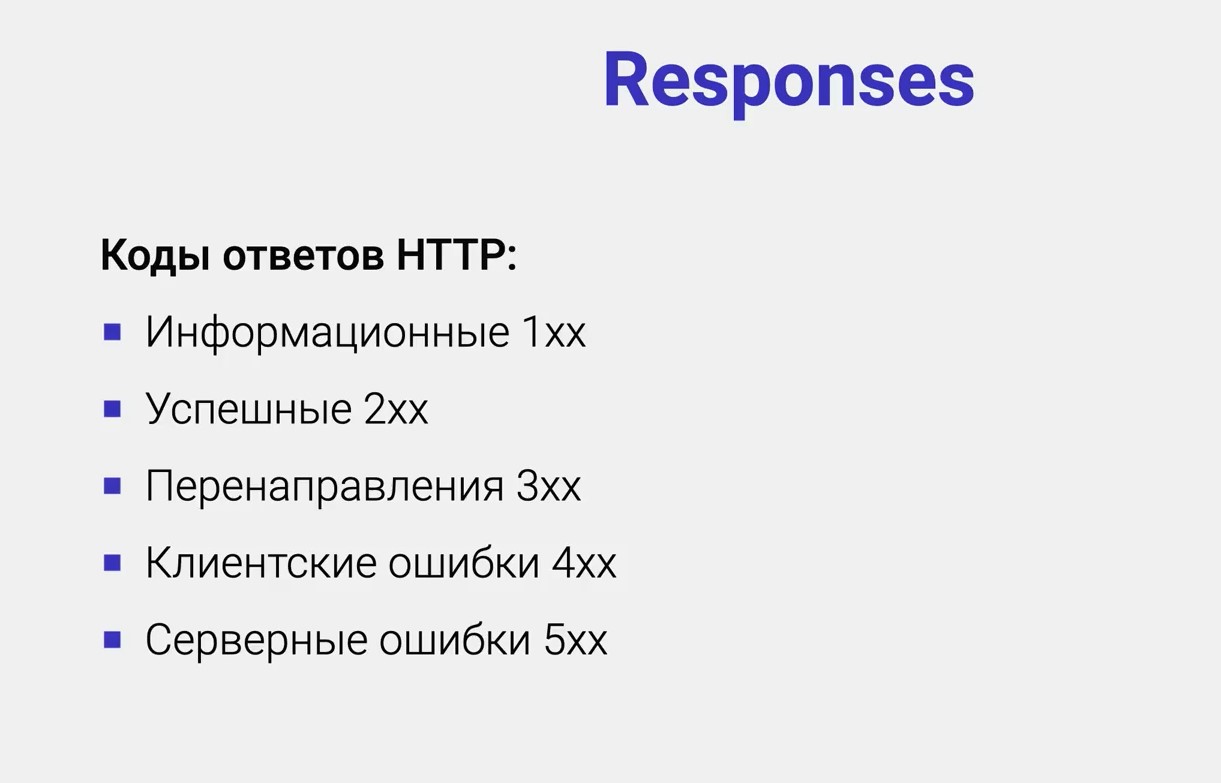 Responses
Коды ответов HTTP:
Информационные 1xx
Успешные 2xx
Перенаправления 3xx
Клиентские ошибки 4xx
Серверные ошибки 5xx